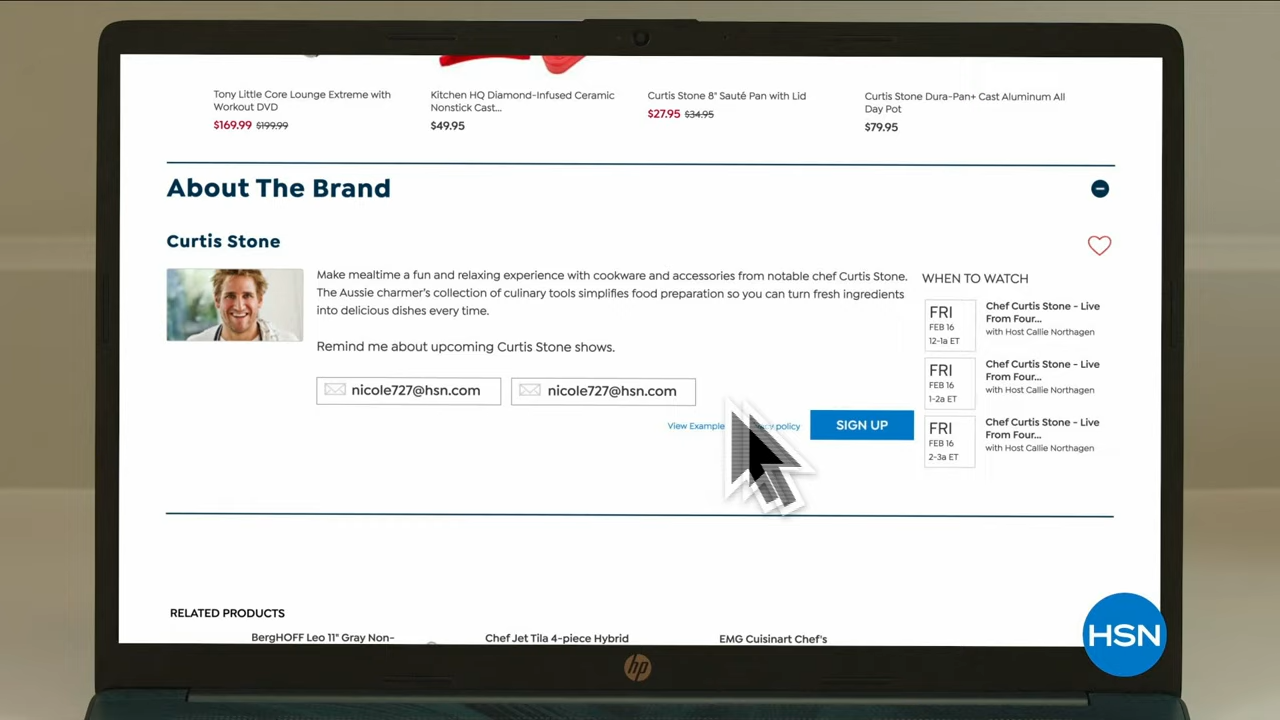 Tony Little Core Lounge Extreme with
Workout DVD
$169.99 $199.99
Kitchen HQ Diamond-Infused Ceramic
Nonstick Cast...
$49.95
Curtis Stone 8" Sauté Pan with Lid
$27.95 $34.95
Curtis Stone Dura-Pan+ Cast Aluminum All
Day Pot
$79.95
About The Brand
Curtis Stone
Make mealtime a fun and relaxing experience with cookware and accessories from notable chef Curtis Stone.
The Aussie charmer's collection of culinary tools simplifies food preparation so you can turn fresh ingredients
into delicious dishes every time.
Remind me about upcoming Curtis Stone shows.
nicole727@hsn.com
nicole727@hsn.com
View Example
policy
SIGN UP
WHEN TO WATCH
FRI
FEB 16
12-1a ET
Chef Curtis Stone - Live
From Four...
with Host Callie Northagen
FRI
FEB 16
1-2a ET
Chef Curtis Stone - Live
From Four...
with Host Callie Northagen
FRI
FEB 16
2-3a ET
Chef Curtis Stone - Live
From Four...
with Host Callie Northagen
RELATED PRODUCTS
BergHOFF Leo 11" Gray Non-
Chef Jet Tila 4-piece Hybrid
EMG Cuisinart Chef's
HSN
hp